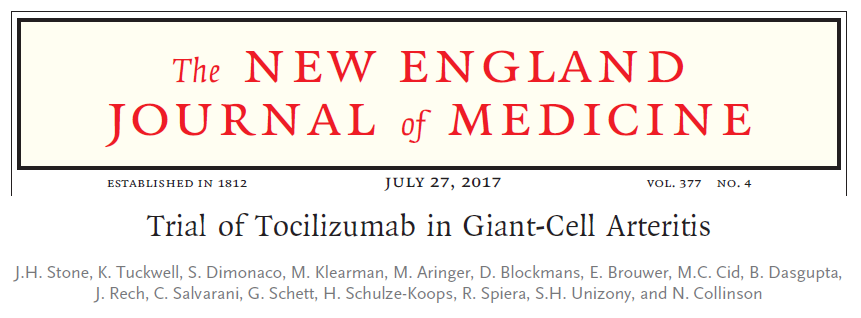 The NEW ENGLAND
JOURNAL of MEDICINE
ESTABLISHED IN 1812 JULY 27, 2017 VOL. 377 NO. 4
Trial of Tocilizumab in Giant-Cell Arteritis
J.H. Stone, K. Tuckwell, S. Dimonaco, M. Klearman, M. Aringer, D. Blockmans, E. Brouwer, M.C. Cid, B. Dasgupta,
J. Rech, C. Salvarani, G. Schett, H. Schulze-Koops, R. Spiera, S.H. Unizony, and N. Collinson